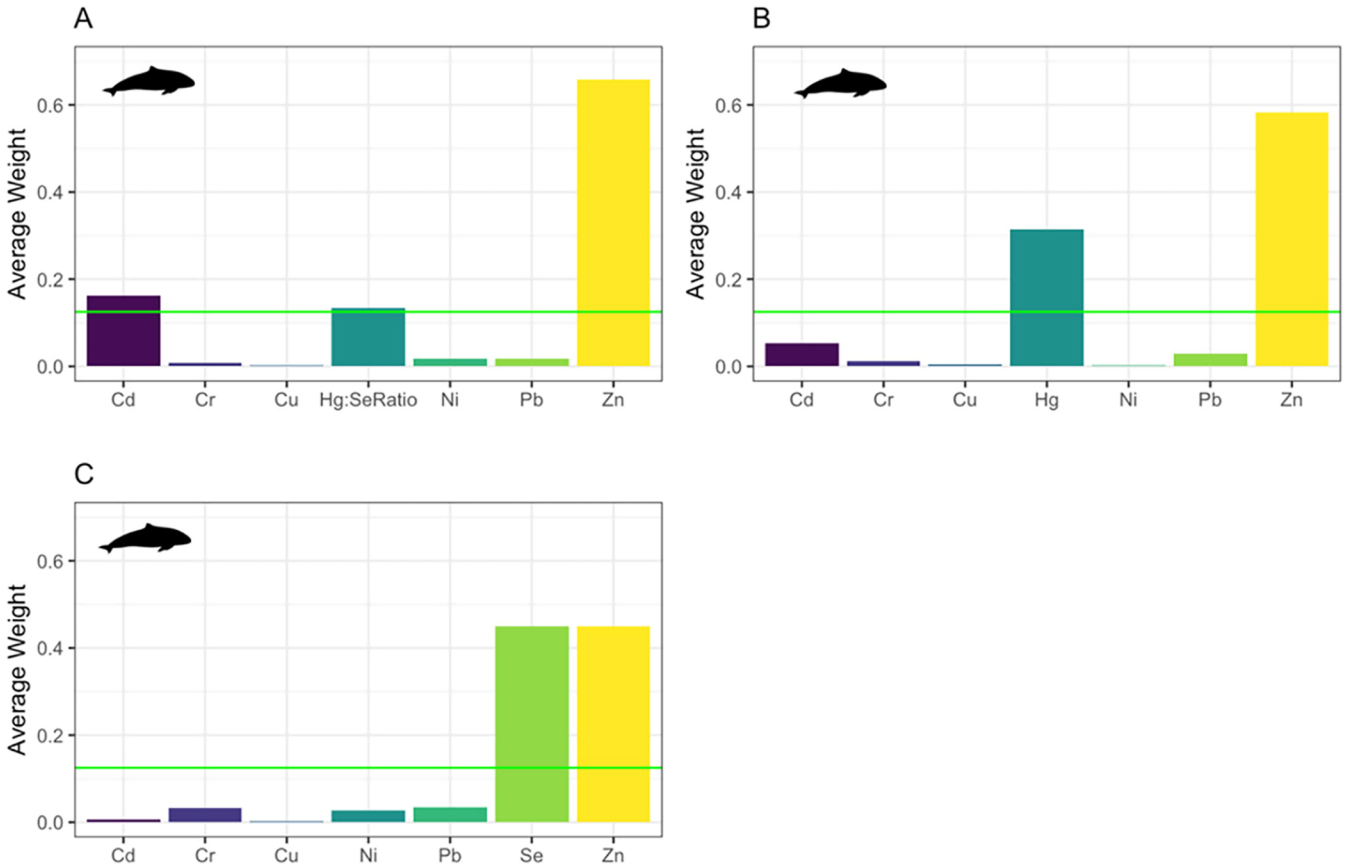 A
Average Weight
0.6
0.4
0.2
0.0
Cd Cr Cu Hg:SeRatio Ni Pb Zn
B
Average Weight
0.6
0.4
0.2
0.0
Cd Cr Cu Hg Ni Pb Zn
C
Average Weight
0.6
0.4
0.2
0.0
Cd Cr Cu Ni Pb Se Zn